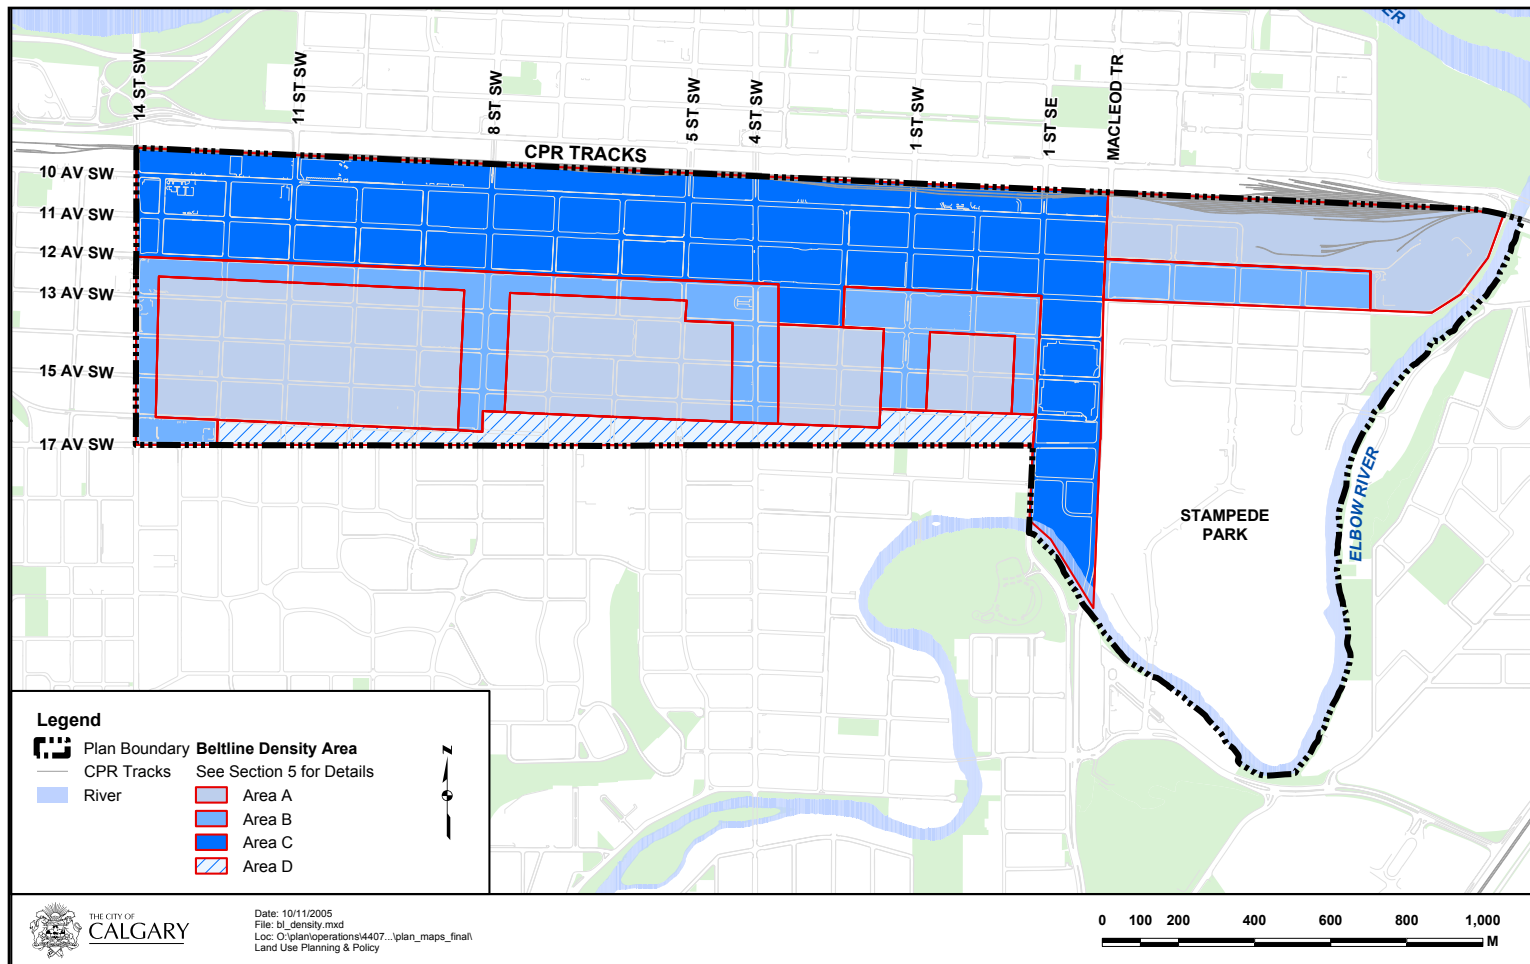 ER
14 ST SW
11 ST SW
8 ST SW
5 ST SW
4 ST SW
1 ST SW
1 ST SE
MACLEOD TR
CPR TRACKS
10 AV SW
11 AV SW
12 AV SW
13 AV SW
15 AV SW
17 AV SW
STAMPEDE
PARK
ELBOW RIVER
Legend
Plan Boundary
CPR Tracks
River
Beltline Density Area
See Section 5 for Details
Area A
Area B
Area C
Area D
N
THE CITY OF
CALGARY
Date: 10/11/2005
File: bl_density.mxd
Loc: O:\plan\operations\4407...\plan_maps_final\
Land Use Planning & Policy
0 100 200 400 600 800 1,000
M